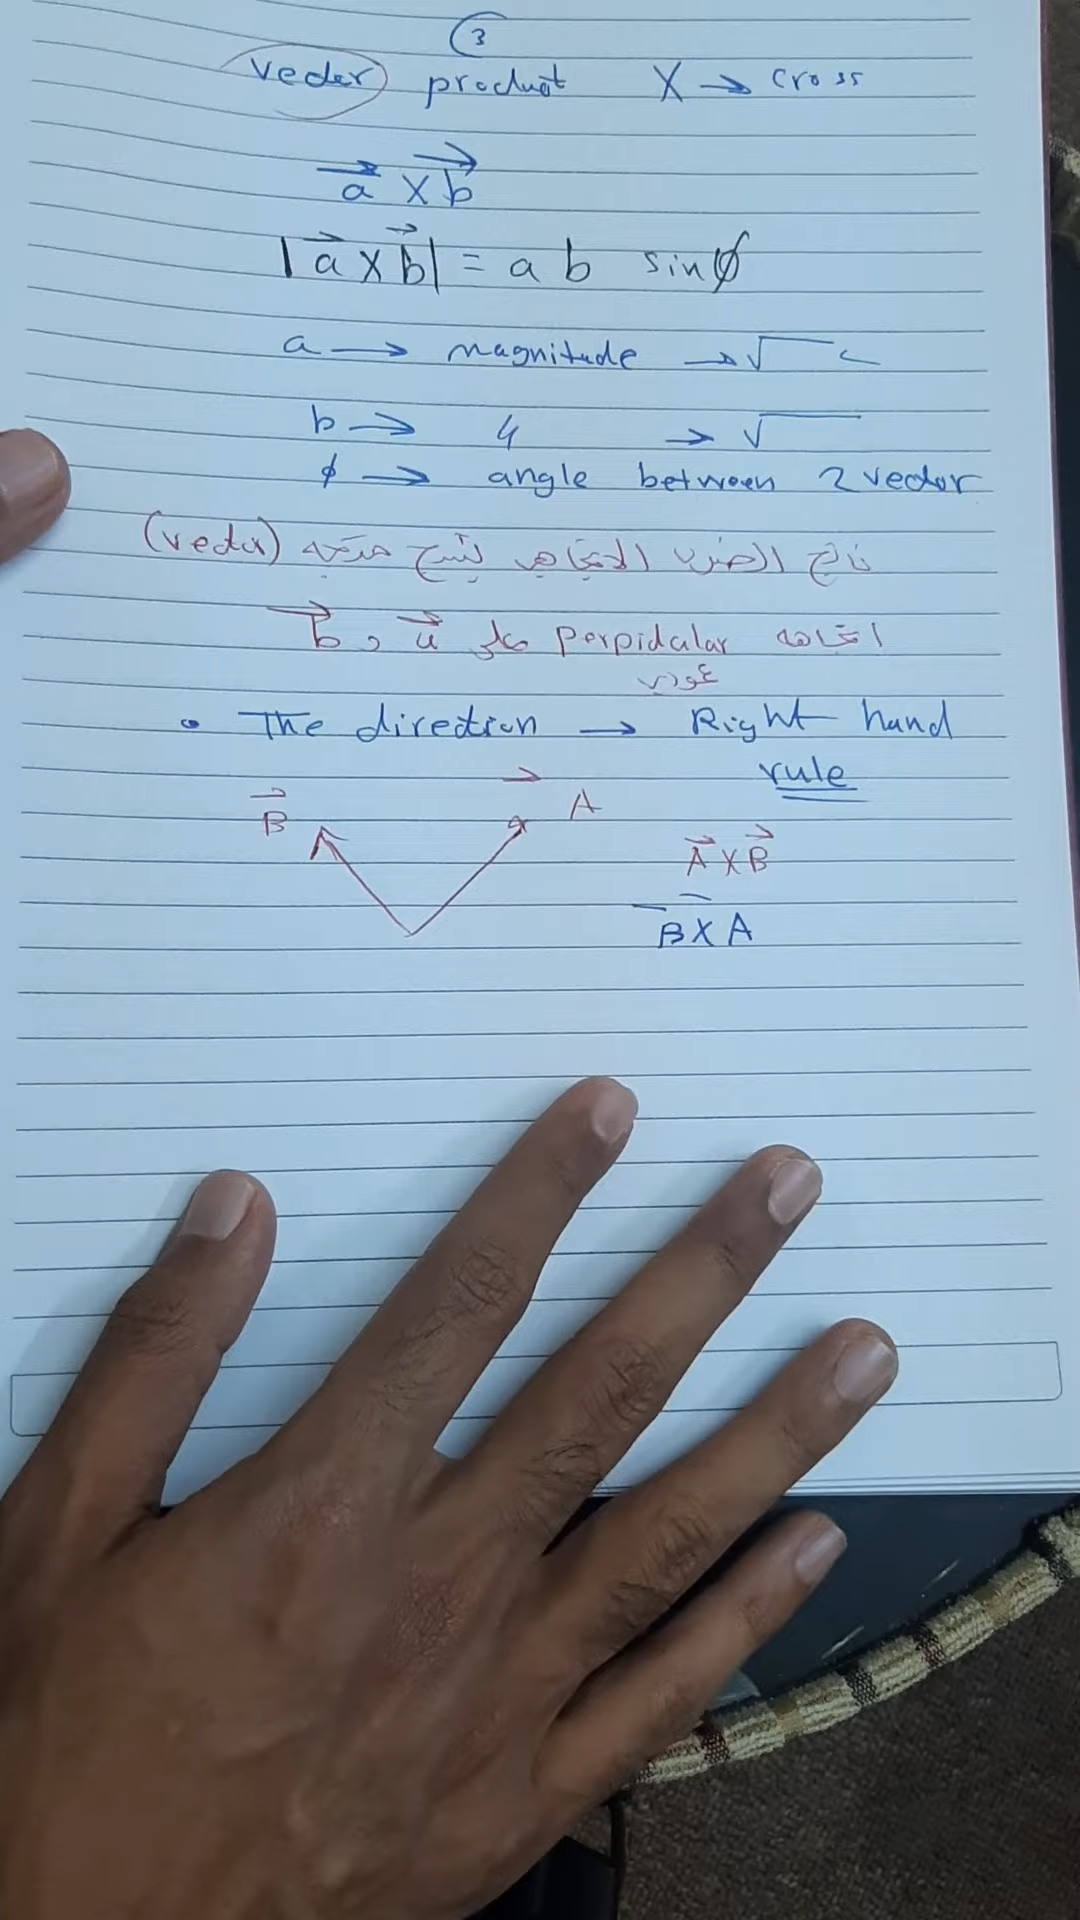 3
vector product X → cross
a × b
|a × b| = a b sin φ
a → magnitude → √
b → 4 → √
φ → angle between 2 vector
ناتج الضرب الاتجاهي ينتج متجه (vector)
اتجاهه perpidalar على a و b
عمودي
• The direction → Right hand
rule
B A
A × B
B × A